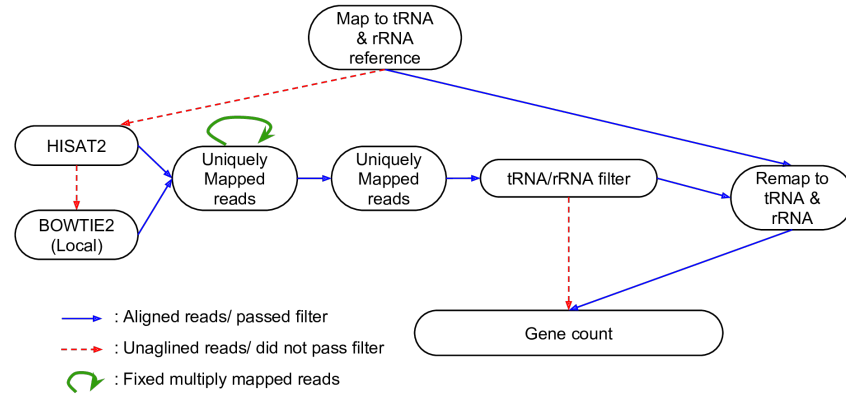 Map to tRNA
& rRNA
reference
HISAT2
BOWTIE2
(Local)
Uniquely
Mapped
reads
Uniquely
Mapped
reads
tRNA/rRNA filter
Remap to
tRNA &
rRNA
Gene count
: Aligned reads/ passed filter
: Unaglined reads/ did not pass filter
: Fixed multiply mapped reads